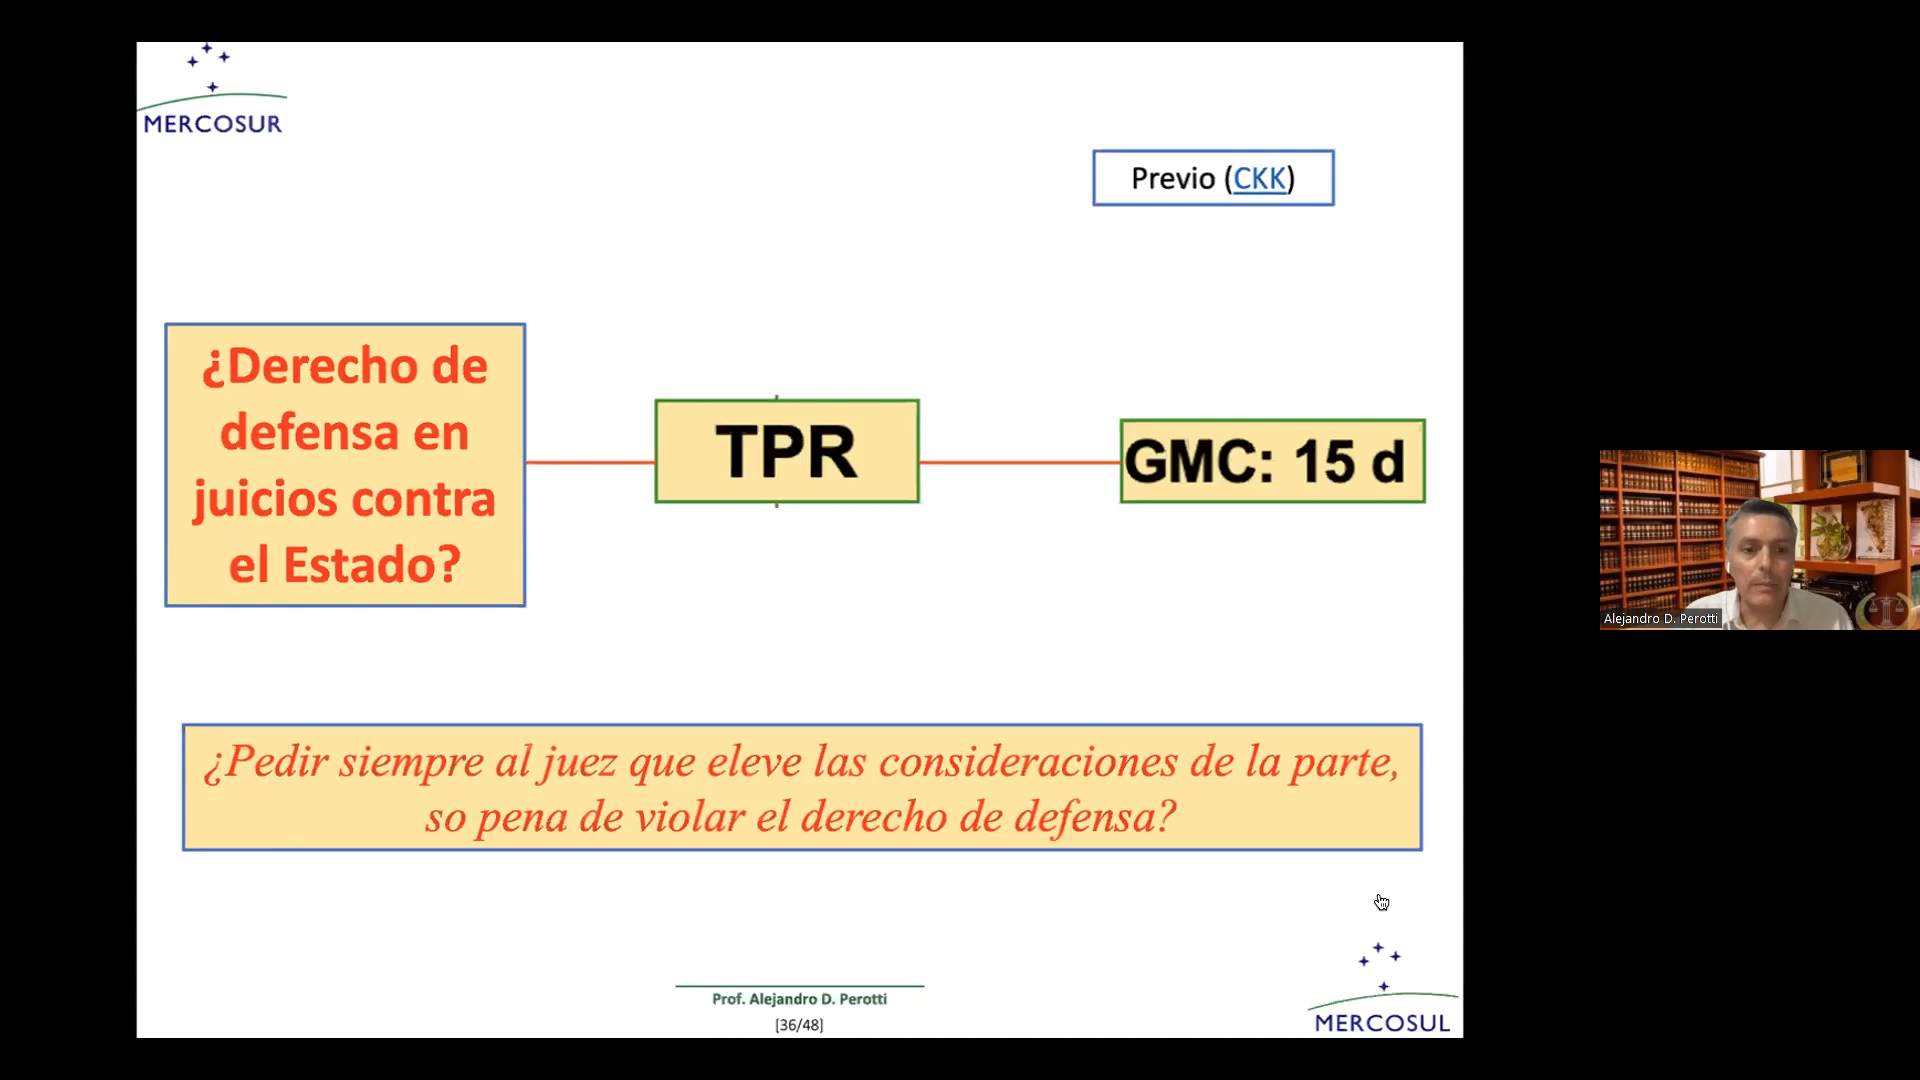 MERCOSUR
Previo (CKK)
¿Derecho de
defensa en
juicios contra
el Estado?
TPR
GMC: 15 d
¿Pedir siempre al juez que eleve las consideraciones de la parte,
so pena de violar el derecho de defensa?
Alejandro D. Perotti
Prof. Alejandro D. Perotti
[36/48]
MERCOSUL